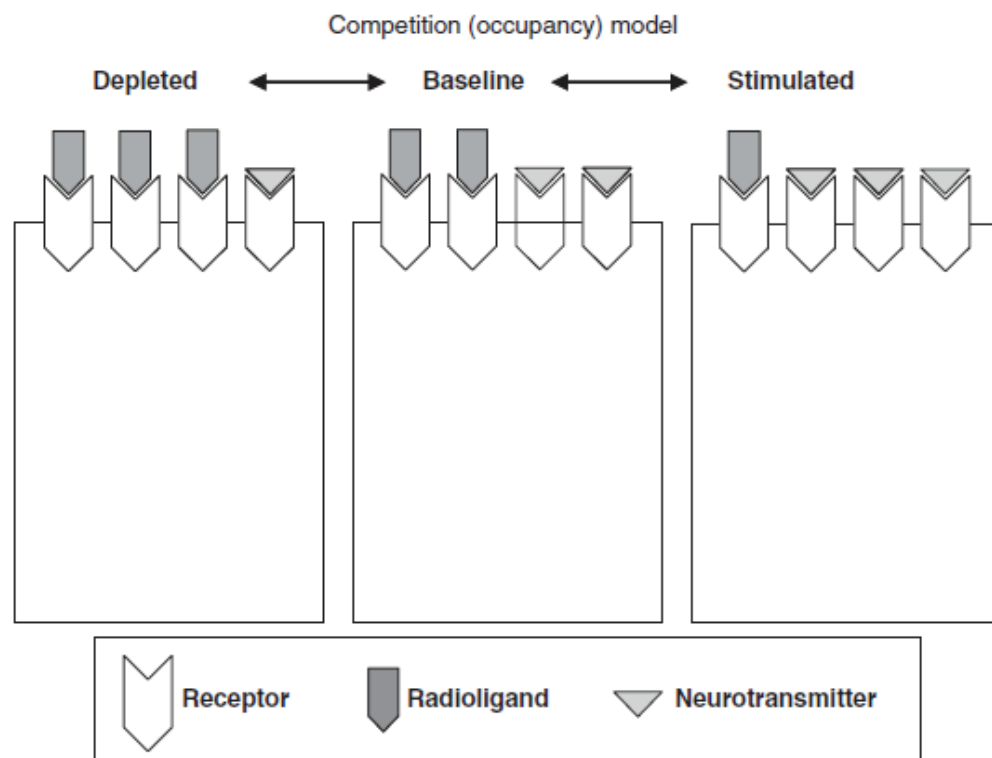 Competition (occupancy) model
Depleted Baseline Stimulated
Receptor Radioligand Neurotransmitter